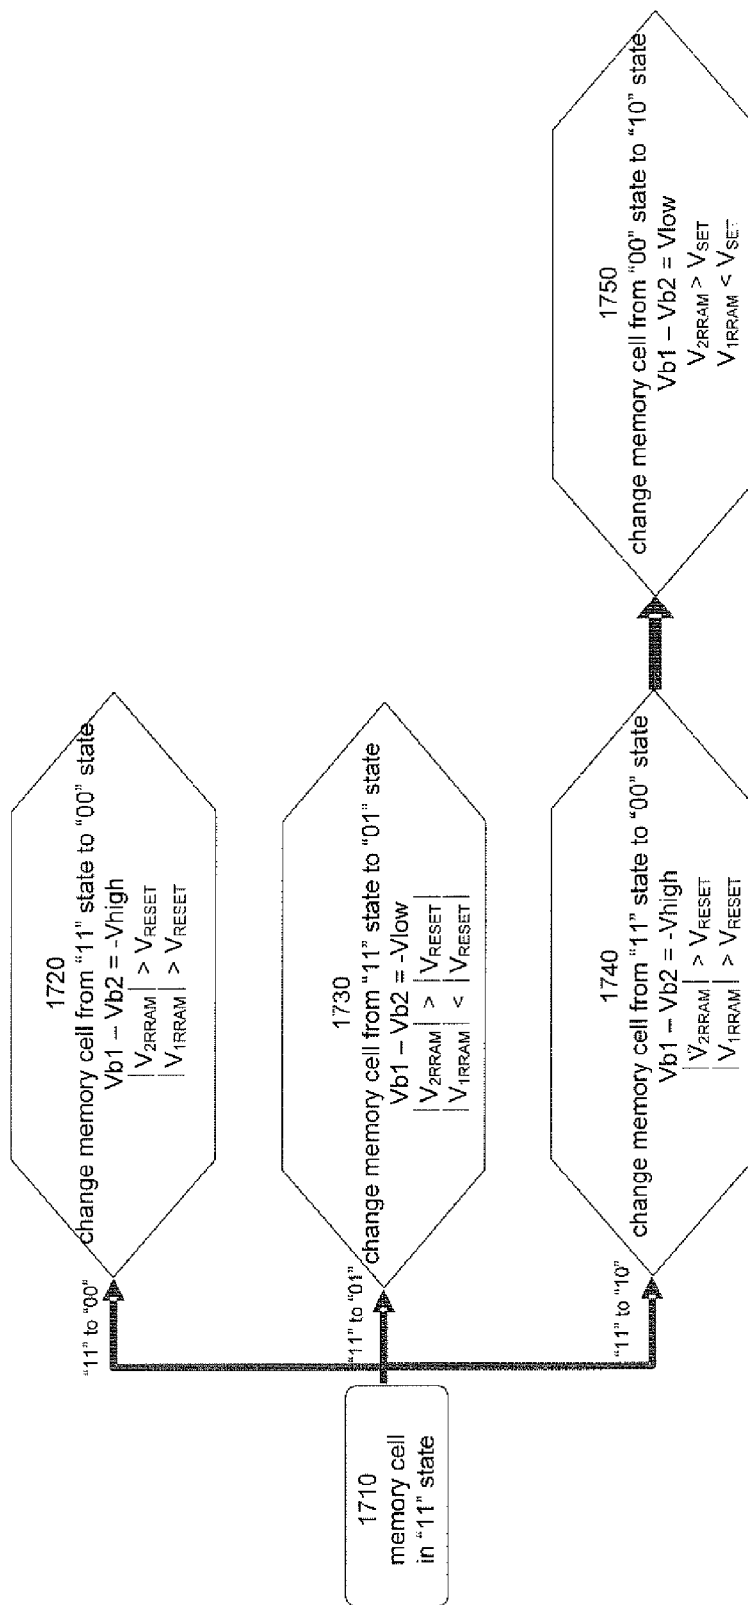 1710
memory cell
in “11” state
“11” to “00”
1720
change memory cell from “11” state to “00” state
Vb1 – Vb2 = -Vhigh
| V2RRAM | > VRESET
| V1RRAM | > VRESET
“11” to “01”
1730
change memory cell from “11” state to “01” state
Vb1 – Vb2 = -Vlow
| V2RRAM | > | VRESET |
| V1RRAM | < | VRESET |
“11” to “10”
1740
change memory cell from “11” state to “00” state
Vb1 – Vb2 = -Vhigh
| V2RRAM | > VRESET
| V1RRAM | > VRESET
1750
change memory cell from “00” state to “10” state
Vb1 – Vb2 = Vlow
V2RRAM > VSET
V1RRAM < VSET